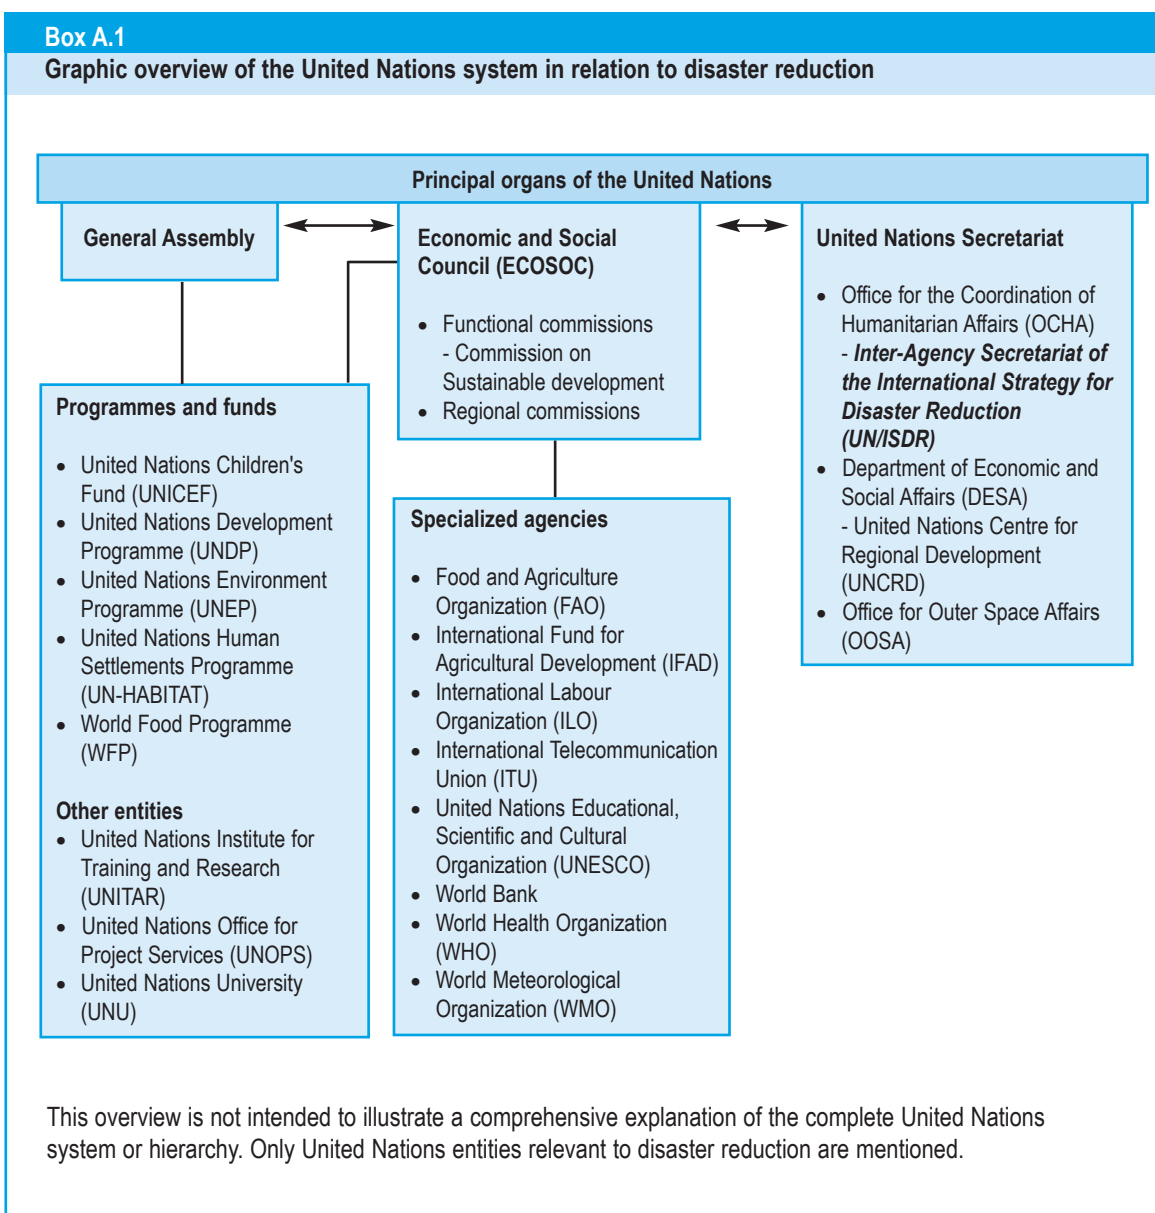 Box A.1
Graphic overview of the United Nations system in relation to disaster reduction
Principal organs of the United Nations
General Assembly
Economic and Social
Council (ECOSOC)
• Functional commissions
- Commission on
Sustainable development
• Regional commissions
United Nations Secretariat
• Office for the Coordination of
Humanitarian Affairs (OCHA)
- Inter-Agency Secretariat of
the International Strategy for
Disaster Reduction
(UN/ISDR)
• Department of Economic and
Social Affairs (DESA)
- United Nations Centre for
Regional Development
(UNCRD)
• Office for Outer Space Affairs
(OOSA)
Programmes and funds
• United Nations Children's
Fund (UNICEF)
• United Nations Development
Programme (UNDP)
• United Nations Environment
Programme (UNEP)
• United Nations Human
Settlements Programme
(UN-HABITAT)
• World Food Programme
(WFP)
Other entities
• United Nations Institute for
Training and Research
(UNITAR)
• United Nations Office for
Project Services (UNOPS)
• United Nations University
(UNU)
Specialized agencies
• Food and Agriculture
Organization (FAO)
• International Fund for
Agricultural Development (IFAD)
• International Labour
Organization (ILO)
• International Telecommunication
Union (ITU)
• United Nations Educational,
Scientific and Cultural
Organization (UNESCO)
• World Bank
• World Health Organization
(WHO)
• World Meteorological
Organization (WMO)
This overview is not intended to illustrate a comprehensive explanation of the complete United Nations
system or hierarchy. Only United Nations entities relevant to disaster reduction are mentioned.